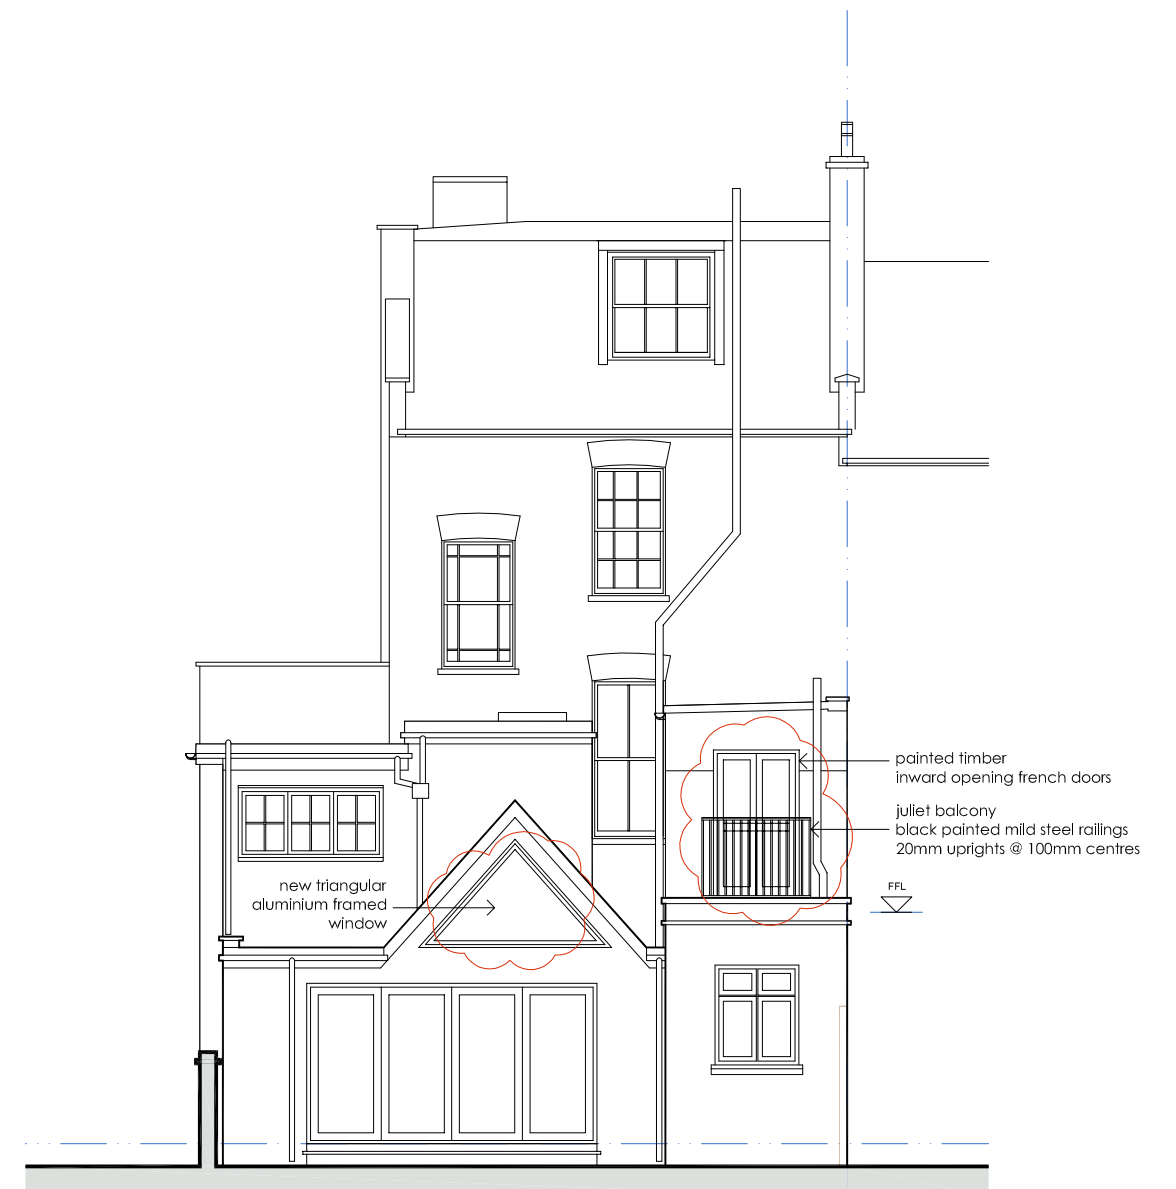 painted timber
inward opening french doors
juliet balcony
black painted mild steel railings
20mm uprights @ 100mm centres
FFL
new triangular
aluminium framed
window